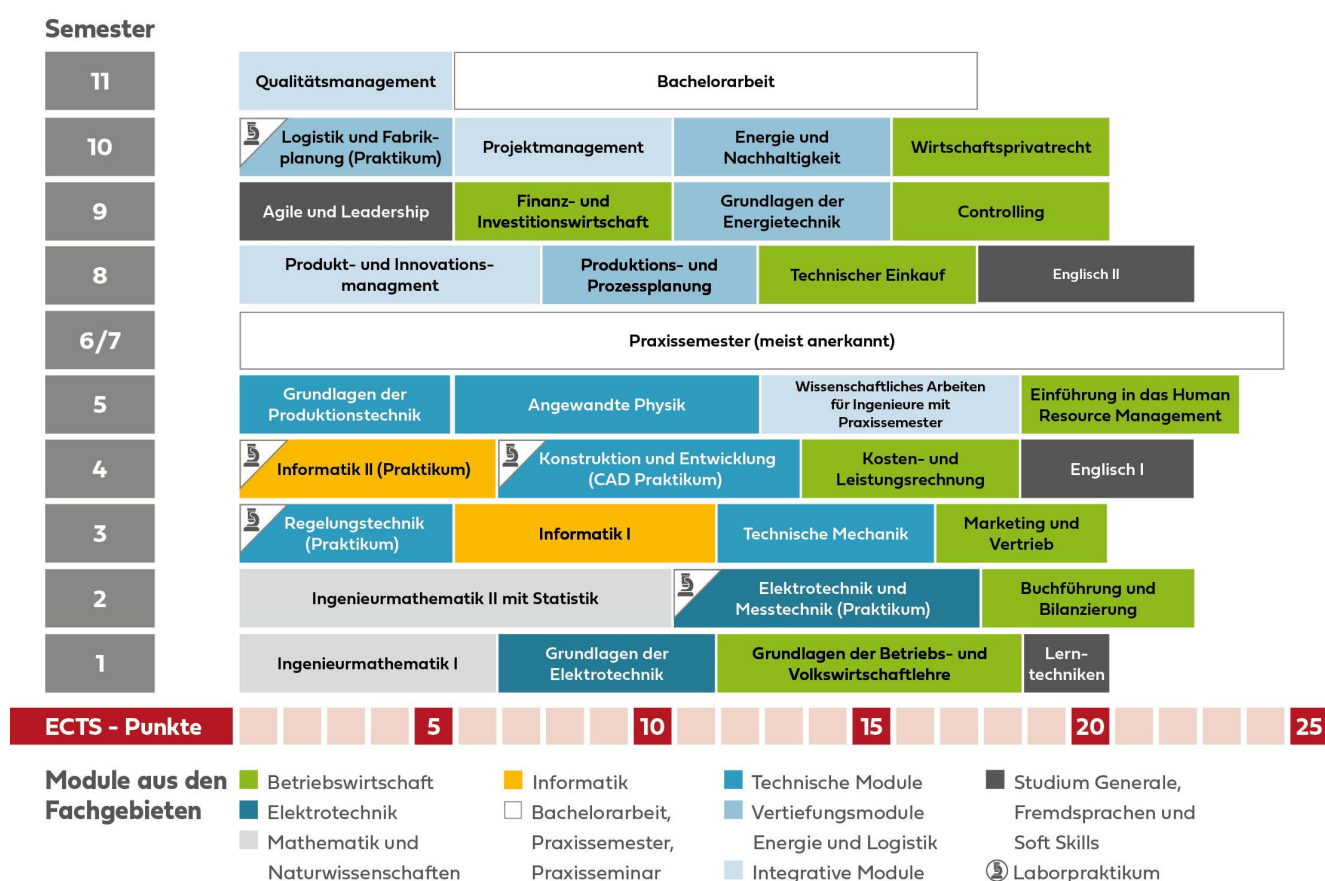 Semester
11
Qualitätsmanagement
Bachelorarbeit
10
Logistik und Fabrik-
planung (Praktikum)
Projektmanagement
Energie und
Nachhaltigkeit
Wirtschaftsprivatrecht
9
Agile und Leadership
Finanz- und
Investitionswirtschaft
Grundlagen der
Energietechnik
Controlling
8
Produkt- und Innovations-
managment
Produktions- und
Prozessplanung
Technischer Einkauf
Englisch II
6/7
Praxissemester (meist anerkannt)
5
Grundlagen der
Produktionstechnik
Angewandte Physik
Wissenschaftliches Arbeiten
für Ingenieure mit
Praxissemester
Einführung in das Human
Resource Management
4
Informatik II (Praktikum)
Konstruktion und Entwicklung
(CAD Praktikum)
Kosten- und
Leistungsrechnung
Englisch I
3
Regelungstechnik
(Praktikum)
Informatik I
Technische Mechanik
Marketing und
Vertrieb
2
Ingenieurmathematik II mit Statistik
Elektrotechnik und
Messtechnik (Praktikum)
Buchführung und
Bilanzierung
1
Ingenieurmathematik I
Grundlagen der
Elektrotechnik
Grundlagen der Betriebs- und
Volkswirtschaftlehre
Lern-
techniken
ECTS - Punkte
5
10
15
20
25
Module aus den
Fachgebieten
Betriebswirtschaft
Elektrotechnik
Mathematik und
Naturwissenschaften
Informatik
Bachelorarbeit,
Praxissemester,
Praxisseminar
Technische Module
Vertiefungsmodule
Energie und Logistik
Integrative Module
Studium Generale,
Fremdsprachen und
Soft Skills
Laborpraktikum